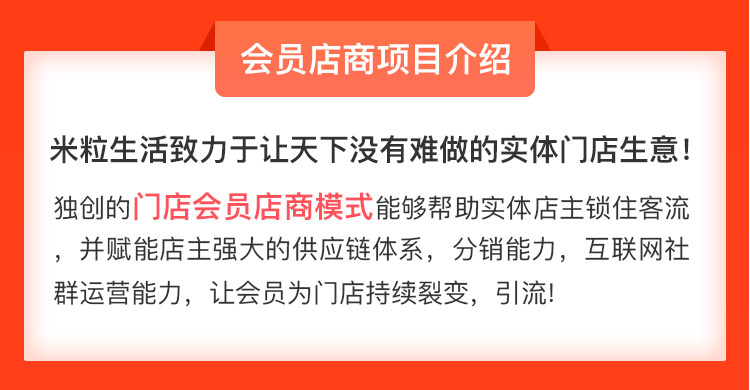 会员店商项目介绍
米粒生活致力于让天下没有难做的实体门店生意！
独创的门店会员店商模式能够帮助实体店主锁住客流
，并赋能店主强大的供应链体系，分销能力，互联网社
群运营能力，让会员为门店持续裂变，引流!